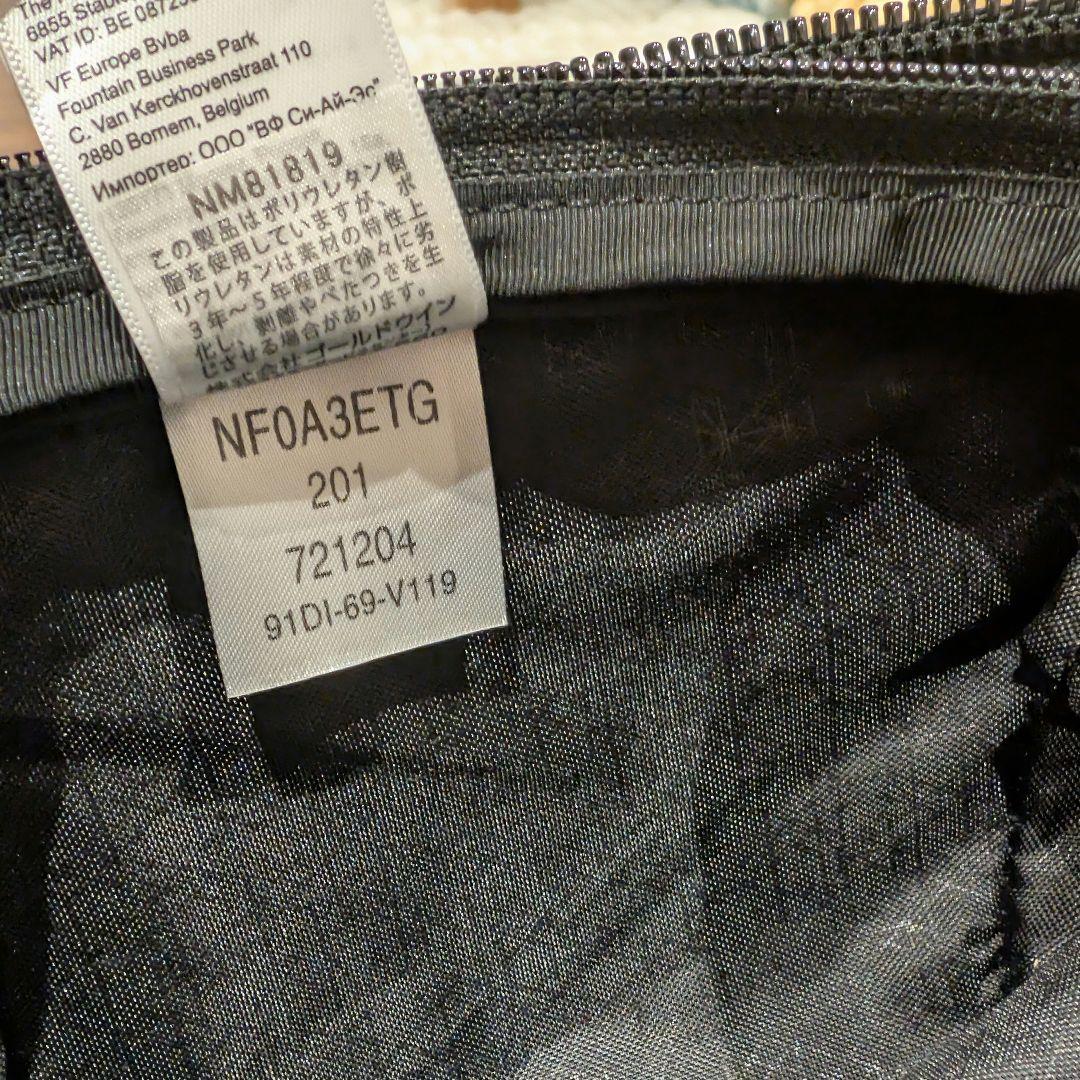 6855
VAT ID: BE
VF Europe Bvba
Fountain Business Park
C. Van Kerckhovenstraat 110
2880 Bornem, Belgium
Импортер: ООО "ВФ Си-Ай-Эс"
NM81819
この製品はポリウレタン樹
脂を使用していますが、ポ
リウレタンは素材の特性上
3年~5年程度で徐々に劣
化し、剥離やべたつきを生
じさせる場合があります。
株式会社ゴールドウイン
NF0A3ETG
201
721204
91DI-69-V119